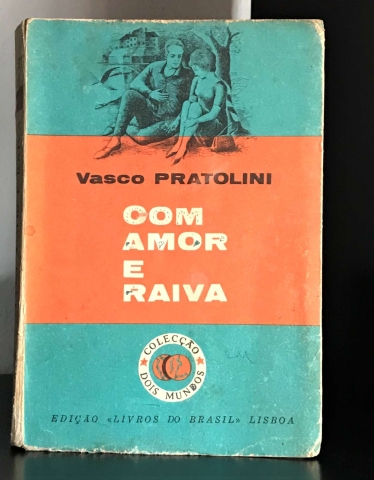 Vasco PRATOLINI
COM
AMOR
E
RAIVA
COLECÇÃO
DOIS MUNDOS
EDIÇÃO «LIVROS DO BRASIL» LISBOA